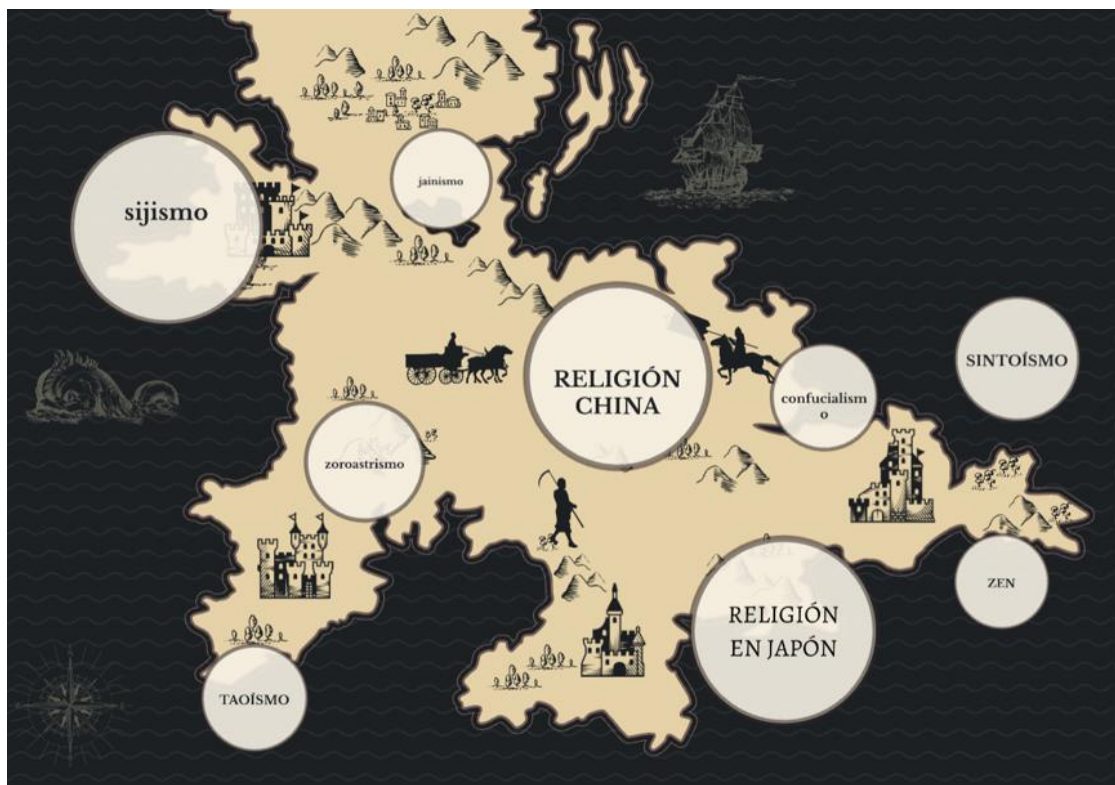 jainismo
sijismo
SINTOÍSMO
RELIGIÓN
CHINA
confucialism
o
zoroastrismo
ZEN
RELIGIÓN
EN JAPÓN
TAOÍSMO